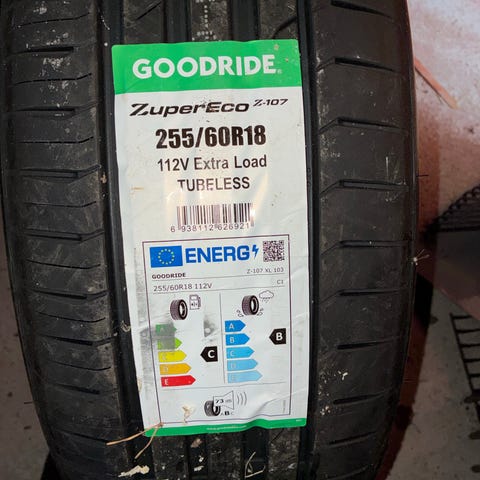 GOODRIDE
ZuperEco Z-107
255/60R18
112V Extra Load
TUBELESS
6 938112 626921
ENERG
GOODRIDE Z-107 XL 103
255/60R18 112V C1
A A
B B B
C C C
D D
E E
73 dB